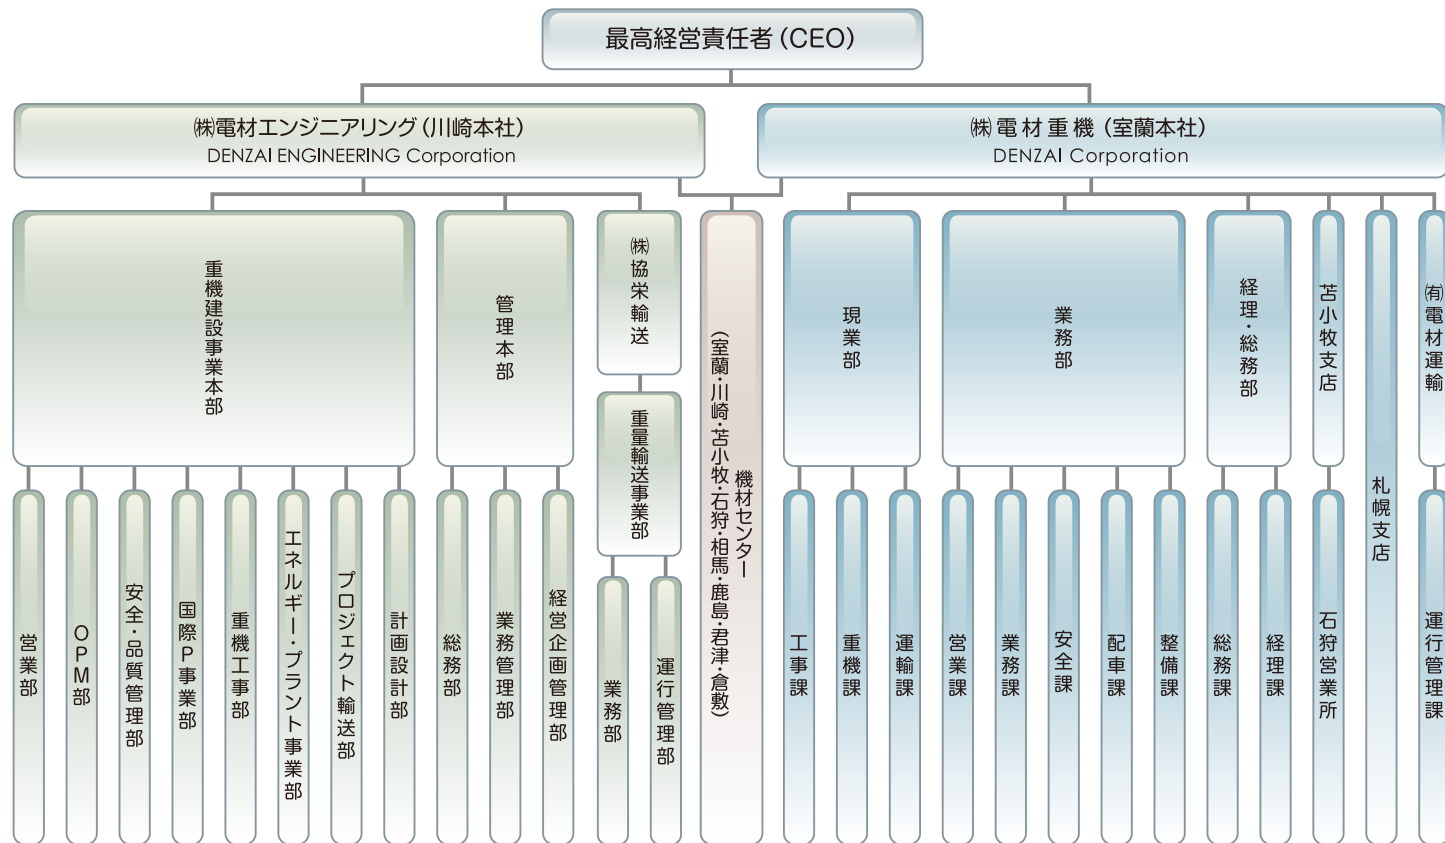 最高経営責任者(CEO)
㈱電材エンジニアリング(川崎本社)
DENZAI ENGINEERING Corporation
㈱電材重機(室蘭本社)
DENZAI Corporation
重機建設事業本部
管理本部
㈱協栄輸送
重量輸送事業部
機材センター
(室蘭・川崎・苫小牧・石狩・相馬・鹿島・君津・倉敷)
現業部
業務部
経理・総務部
苫小牧支店
札幌支店
㈲電材運輸
営業部
OPM部
安全・品質管理部
国際P事業部
重機工事部
エネルギー・プラント事業部
プロジェクト輸送部
計画設計部
総務部
業務管理部
経営企画管理部
業務部
運行管理部
工事課
重機課
運輸課
営業課
業務課
安全課
配車課
整備課
総務課
経理課
石狩営業所
運行管理課